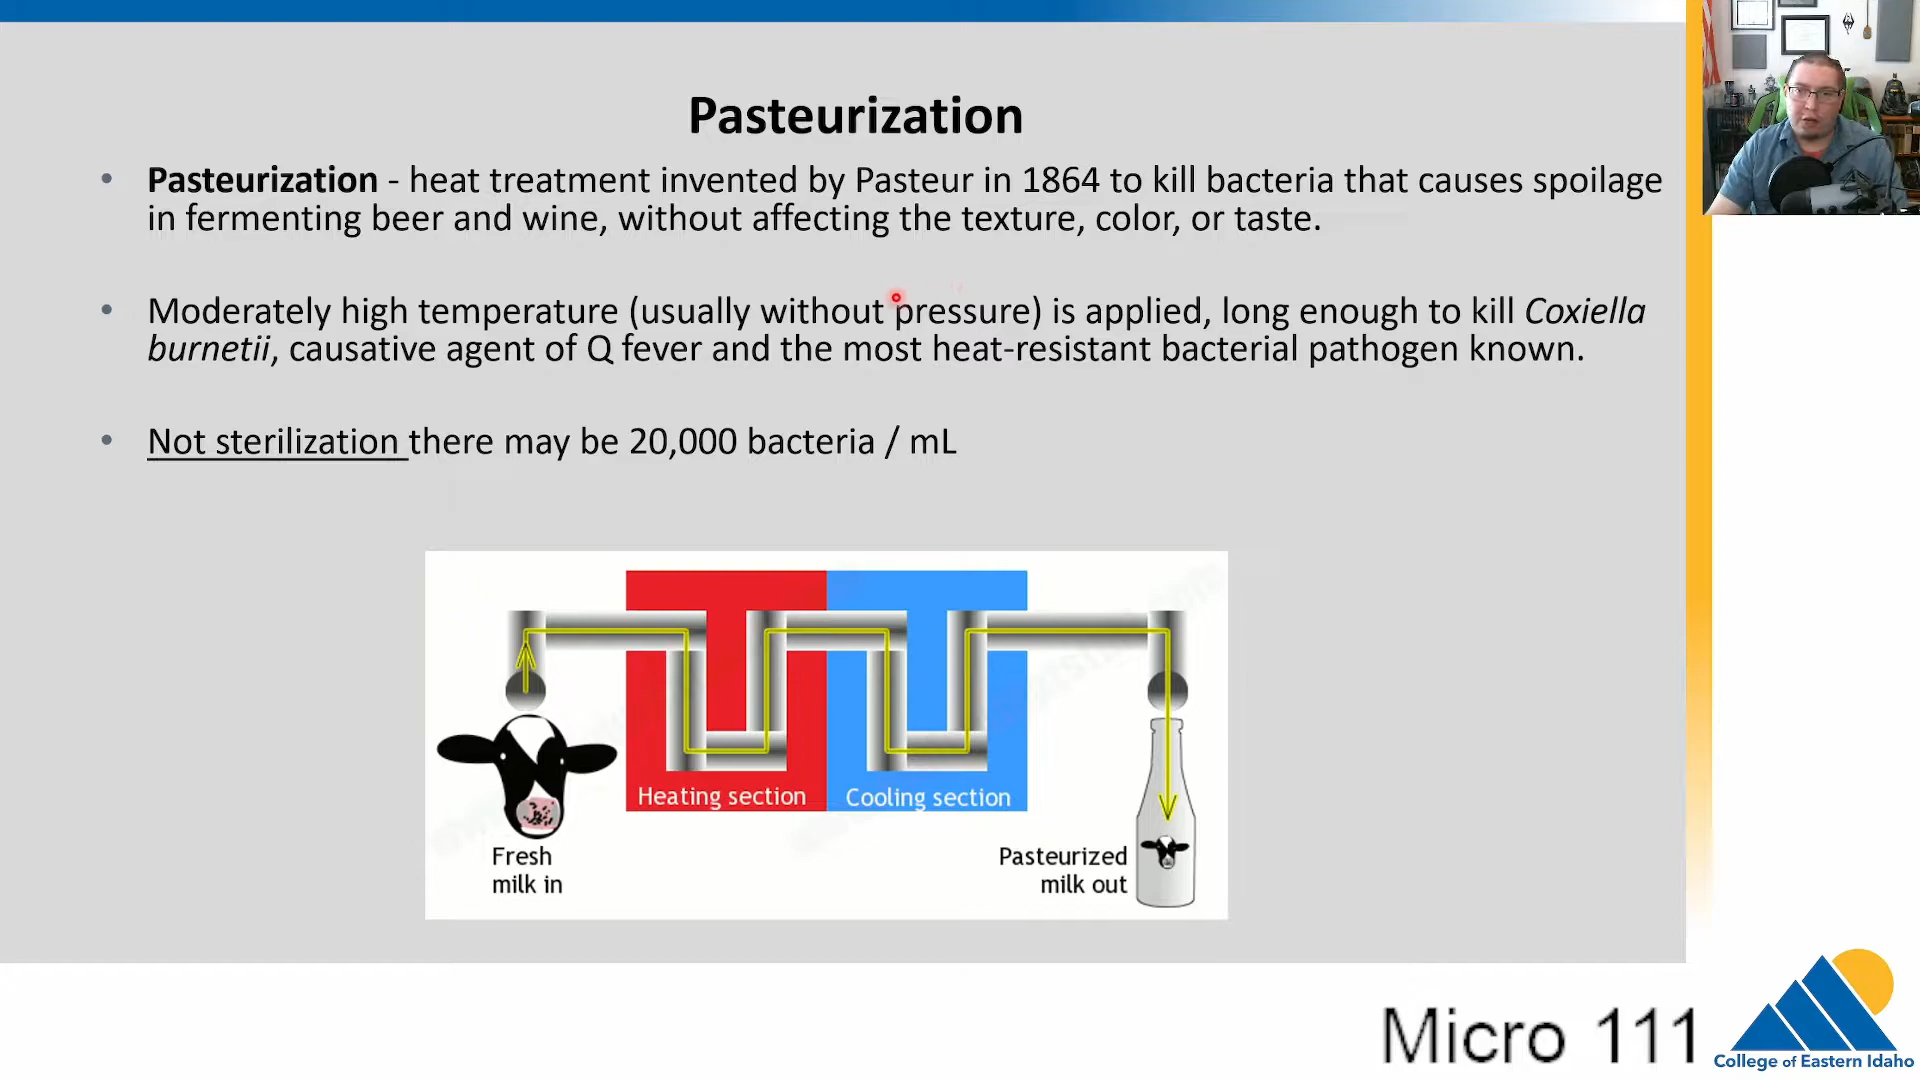 Pasteurization
• Pasteurization - heat treatment invented by Pasteur in 1864 to kill bacteria that causes spoilage
in fermenting beer and wine, without affecting the texture, color, or taste.
• Moderately high temperature (usually without pressure) is applied, long enough to kill Coxiella
burnetii, causative agent of Q fever and the most heat-resistant bacterial pathogen known.
• Not sterilization there may be 20,000 bacteria / mL
Heating section
Cooling section
Fresh
milk in
Pasteurized
milk out
Micro 111
College of Eastern Idaho